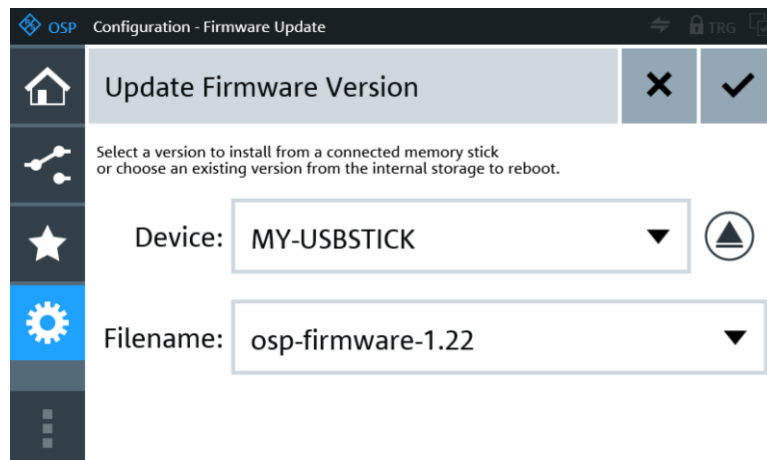 OSP Configuration - Firmware Update TRG
Update Firmware Version
Select a version to install from a connected memory stick
or choose an existing version from the internal storage to reboot.
Device: MY-USBSTICK
Filename: osp-firmware-1.22